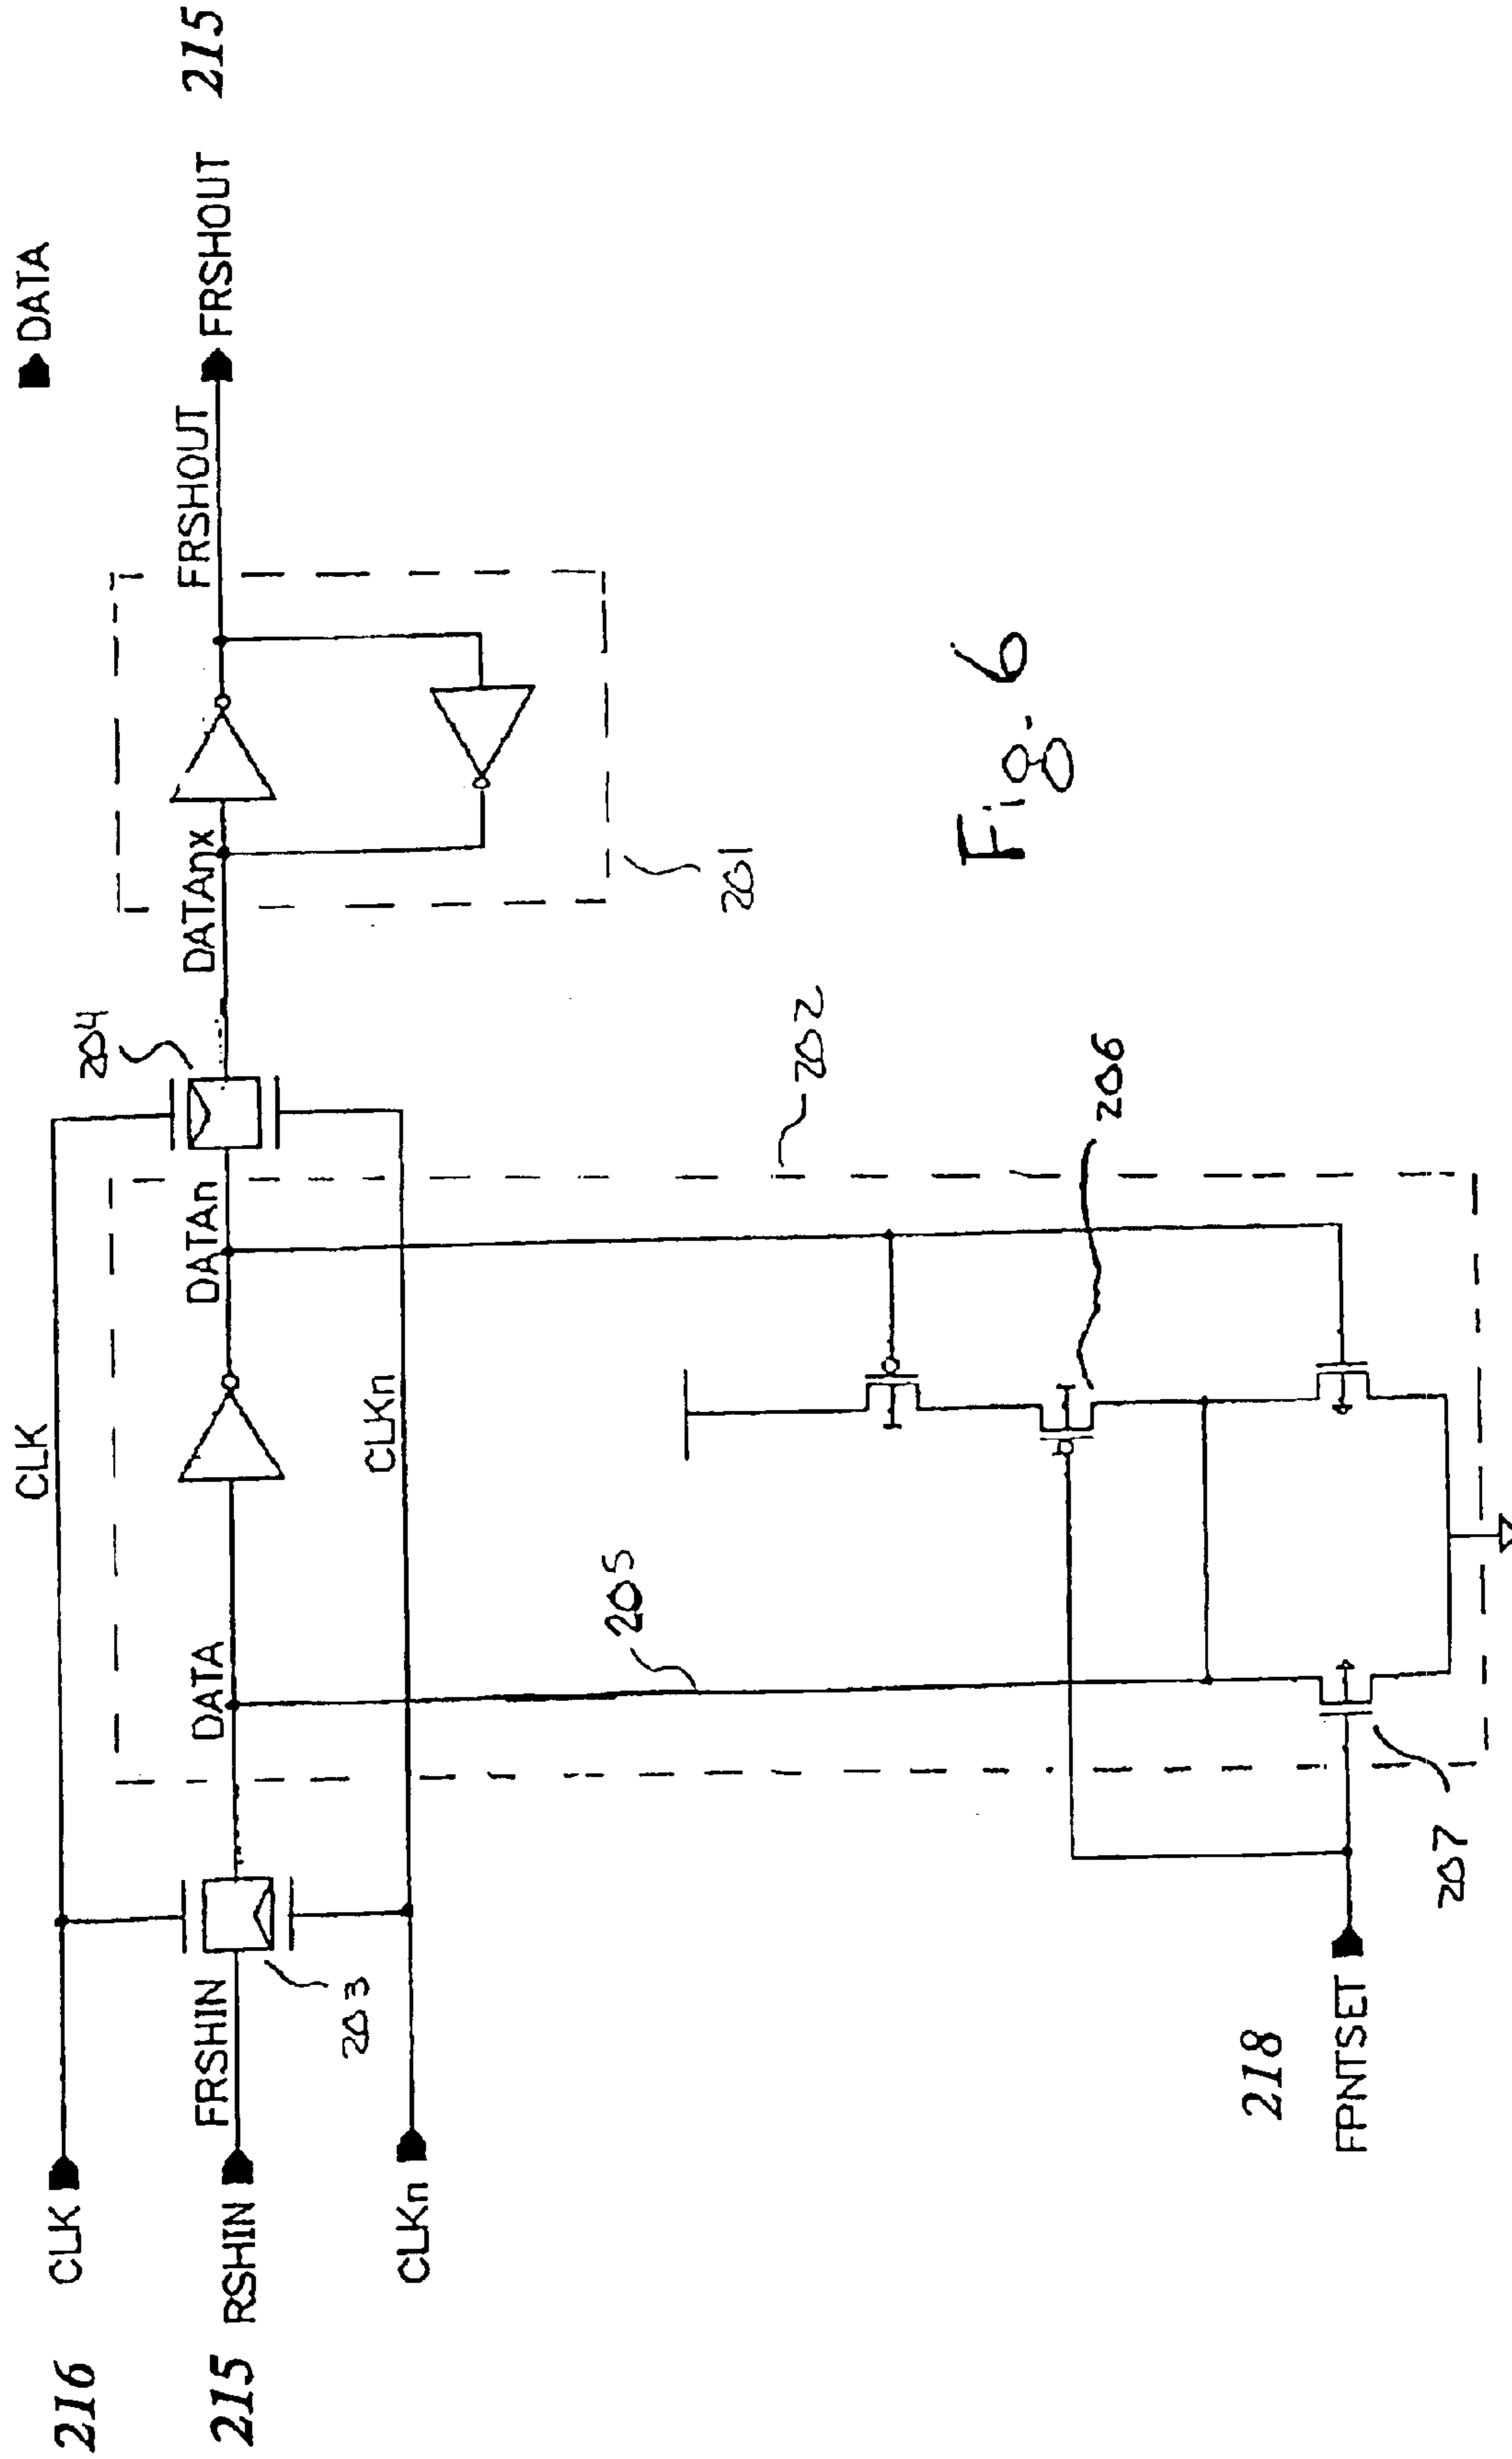 216 CLK
215 RSHIN
CLKn
FRSHIN
203
CLK
DATA
CLKn
DATAn
204
DATAnx
FRSHOUT
DATA
FRSHOUT 215
201
202
205
206
207
218
FPNTSET
Fig. 6